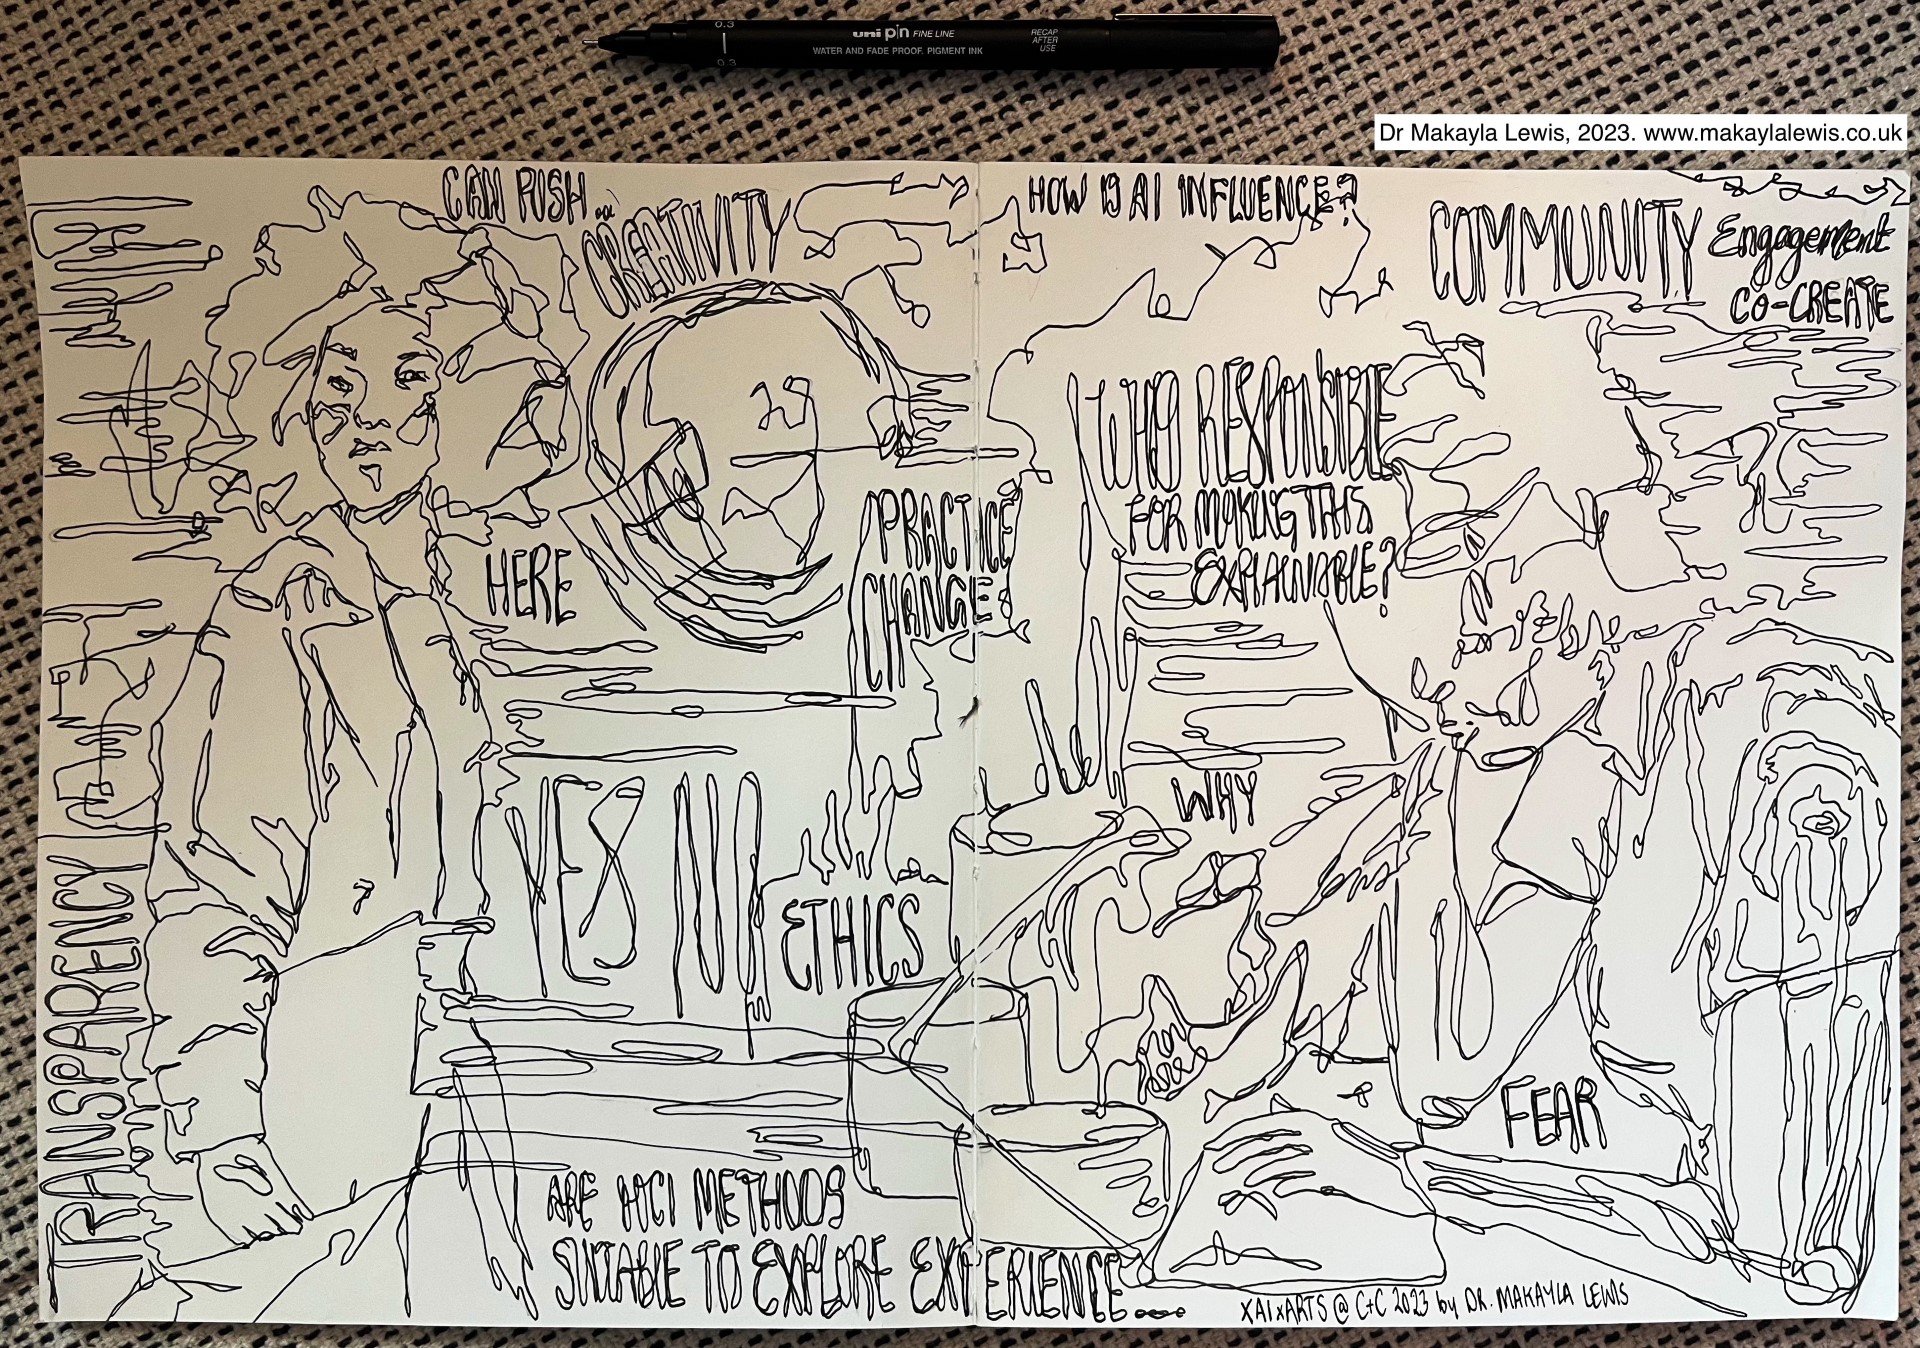 0.3
0.3
uni pin FINE LINE
WATER AND FADE PROOF. PIGMENT INK
RECAP
AFTER
USE
Dr Makayla Lewis, 2023. www.makaylalewis.co.uk
CAN PUSH ...
CREATIVITY
HOW IS AI INFLUENCE?
COMMUNITY
Engagement
CO-CREATE
WHO RESPONSIBLE
FOR MAKING THIS
EXPLAINABLE?
PRACTICE
CHANGE
HERE
YES NO
ETHICS
WHY
FEAR
TRANSPARENCY
ARE HCI METHODS
SUITABLE TO EXPLORE EXPERIENCE....
XAIxARTS @ C+C 2023 by DR. MAKAYLA LEWIS